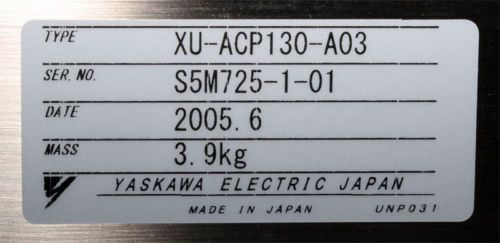 TYPE XU-ACP130-A03
SER. NO. S5M725-1-01
DATE 2005.6
MASS 3.9kg
YASKAWA ELECTRIC JAPAN
MADE IN JAPAN UNP031